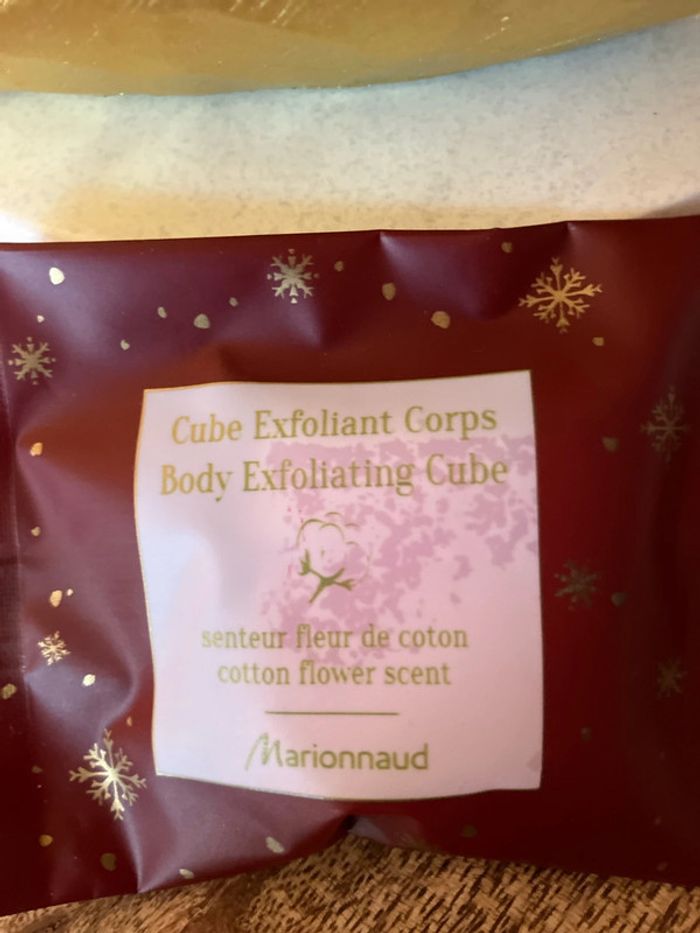 Cube Exfoliant Corps
Body Exfoliating Cube
senteur fleur de coton
cotton flower scent
Marionnaud